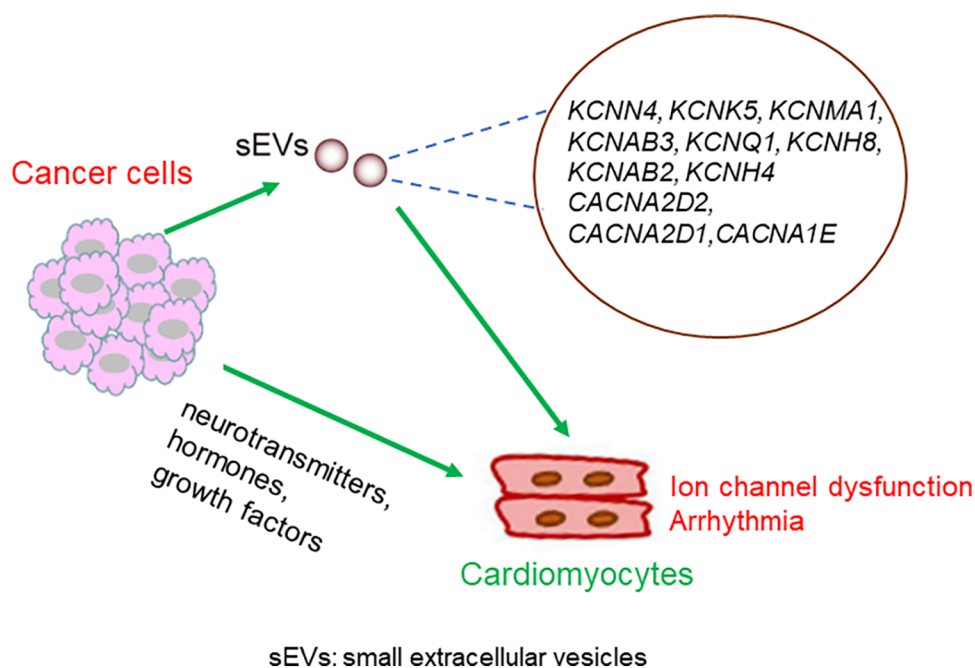 sEVs
KCNN4, KCNK5, KCNMA1,
KCNAB3, KCNQ1, KCNH8,
KCNAB2, KCNH4
CACNA2D2,
CACNA2D1,CACNA1E
Cancer cells
neurotransmitters,
hormones,
growth factors
Ion channel dysfunction
Arrhythmia
Cardiomyocytes
sEVs: small extracellular vesicles